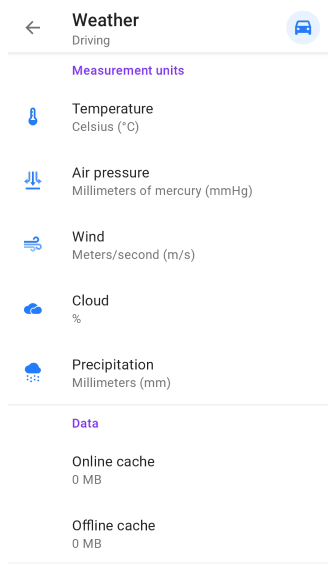 Weather
Driving
Measurement units
Temperature
Celsius (°C)
Air pressure
Millimeters of mercury (mmHg)
Wind
Meters/second (m/s)
Cloud
%
Precipitation
Millimeters (mm)
Data
Online cache
0 MB
Offline cache
0 MB